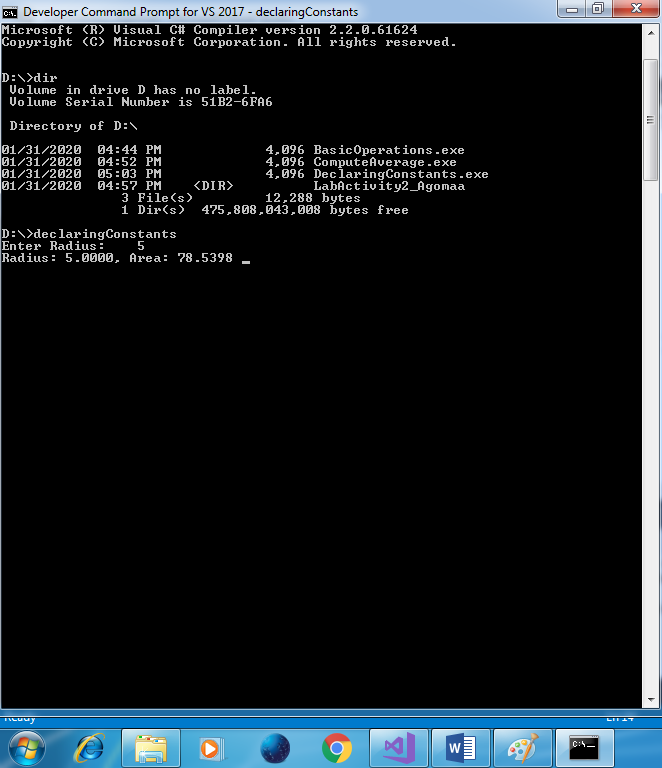 Developer Command Prompt for VS 2017 - declaringConstants
Microsoft (R) Visual C# Compiler version 2.2.0.61624
Copyright (C) Microsoft Corporation. All rights reserved.
D:\>dir
Volume in drive D has no label.
Volume Serial Number is 51B2-6FA6
Directory of D:\
01/31/2020  04:44 PM             4,096 BasicOperations.exe
01/31/2020  04:52 PM             4,096 ComputeAverage.exe
01/31/2020  05:03 PM             4,096 DeclaringConstants.exe
01/31/2020  04:57 PM    <DIR>          LabActivity2_Agomaa
3 File(s)         12,288 bytes
1 Dir(s)  475,808,043,008 bytes free
D:\>declaringConstants
Enter Radius:    5
Radius: 5.0000, Area: 78.5398 _
Ready
Ln 14
C:\_